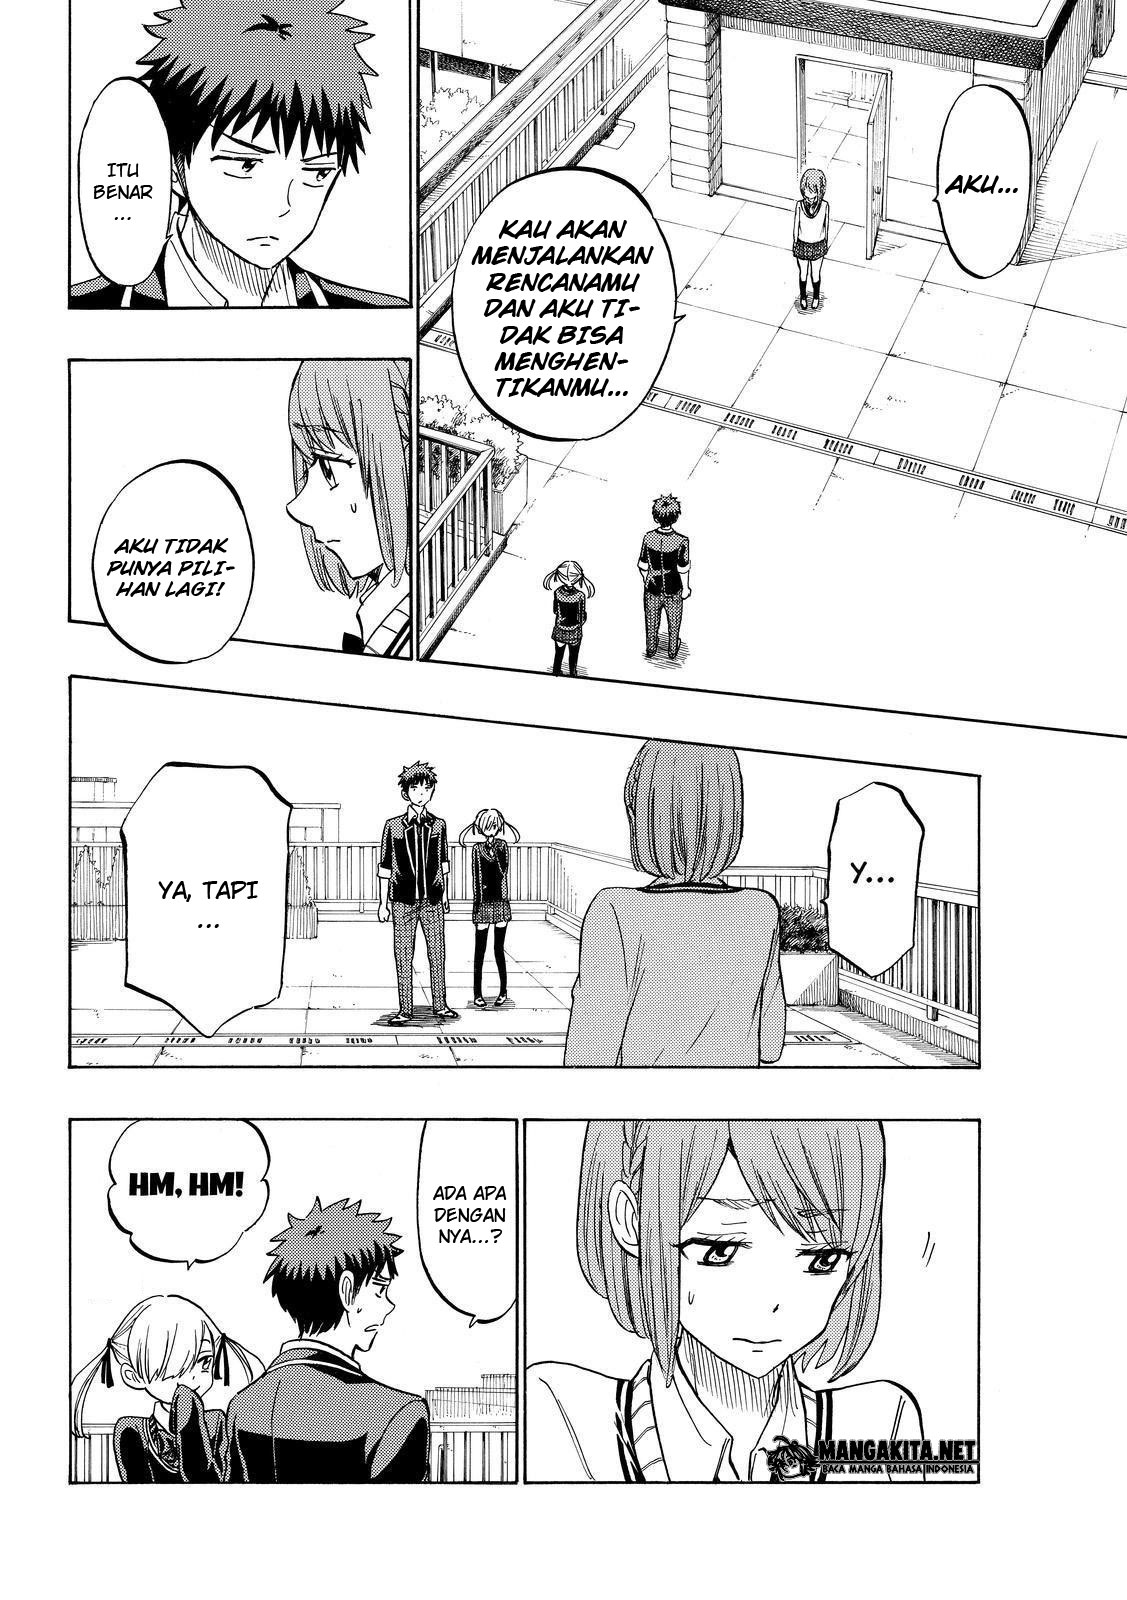 AKU...
KAU AKAN
MENJALANKAN
RENCANAMU
DAN AKU TI-
DAK BISA
MENGHEN-
TIKANMU...
ITU
BENAR
...
AKU TIDAK
PUNYA PILI-
HAN LAGI!
Y...
YA, TAPI
...
ADA APA
DENGAN
NYA...?
HM, HM!
MANGAKITA.NET
BACA MANGA BAHASA INDONESIA